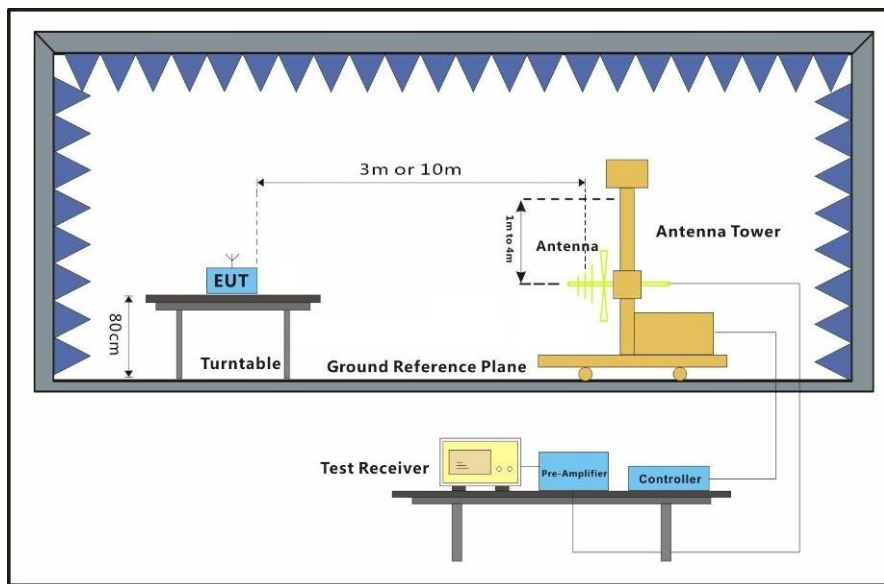 3m or 10m
1m to 4m
Antenna
Antenna Tower
EUT
80cm
Turntable
Ground Reference Plane
Test Receiver
Pre-Amplifier
Controller